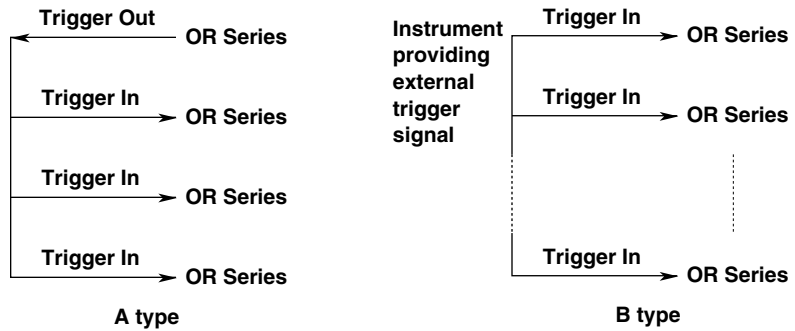 Trigger Out
OR Series
Trigger In
OR Series
Trigger In
OR Series
Trigger In
OR Series
A type
Instrument
providing
external
trigger
signal
Trigger In
OR Series
Trigger In
OR Series
Trigger In
OR Series
B type